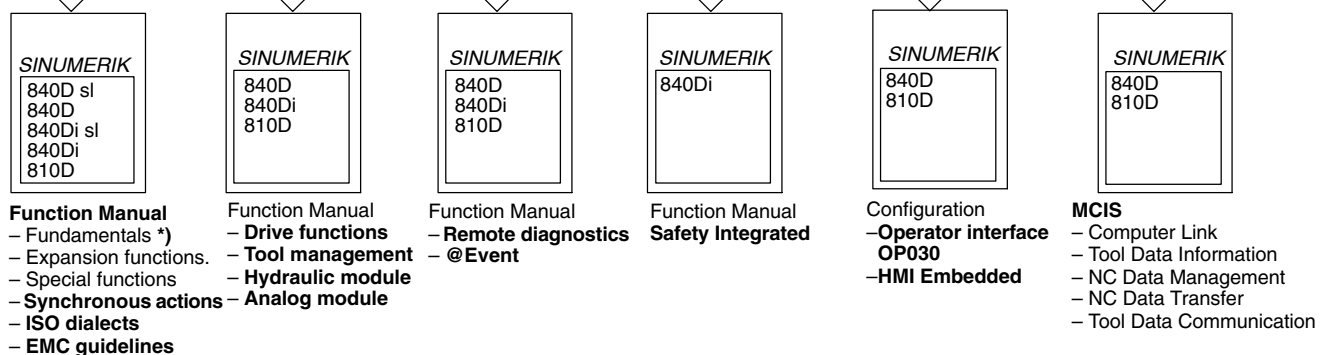 SINUMERIK
840D sl
840D
840Di sl
840Di
810D
Function Manual
– Fundamentals *)
– Expansion functions.
– Special functions
– Synchronous actions
– ISO dialects
– EMC guidelines
SINUMERIK
840D
840Di
810D
Function Manual
– Drive functions
– Tool management
– Hydraulic module
– Analog module
SINUMERIK
840D
840Di
810D
Function Manual
– Remote diagnostics
– @Event
SINUMERIK
840Di
Function Manual
Safety Integrated
SINUMERIK
840D
810D
Configuration
–Operator interface
OP030
–HMI Embedded
SINUMERIK
840D
810D
MCIS
– Computer Link
– Tool Data Information
– NC Data Management
– NC Data Transfer
– Tool Data Communication